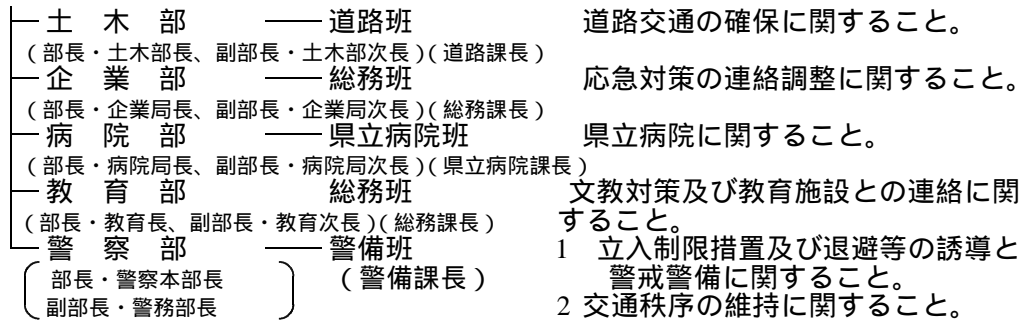 土　木　部　　道路班　　道路交通の確保に関すること。
(部長・土木部長、副部長・土木部次長)(道路課長)
企　業　部　　総務班　　応急対策の連絡調整に関すること。
(部長・企業局長、副部長・企業局次長)(総務課長)
病　院　部　　県立病院班　　県立病院に関すること。
(部長・病院局長、副部長・病院局次長)(県立病院課長)
教　育　部　　総務班　　文教対策及び教育施設との連絡に関
(部長・教育長、副部長・教育次長)(総務課長)　　すること。
警　察　部　　警備班　　1　立入制限措置及び退避等の誘導と
部長・警察本部長　　(警備課長)　　警戒警備に関すること。
副部長・警務部長　　2 交通秩序の維持に関すること。